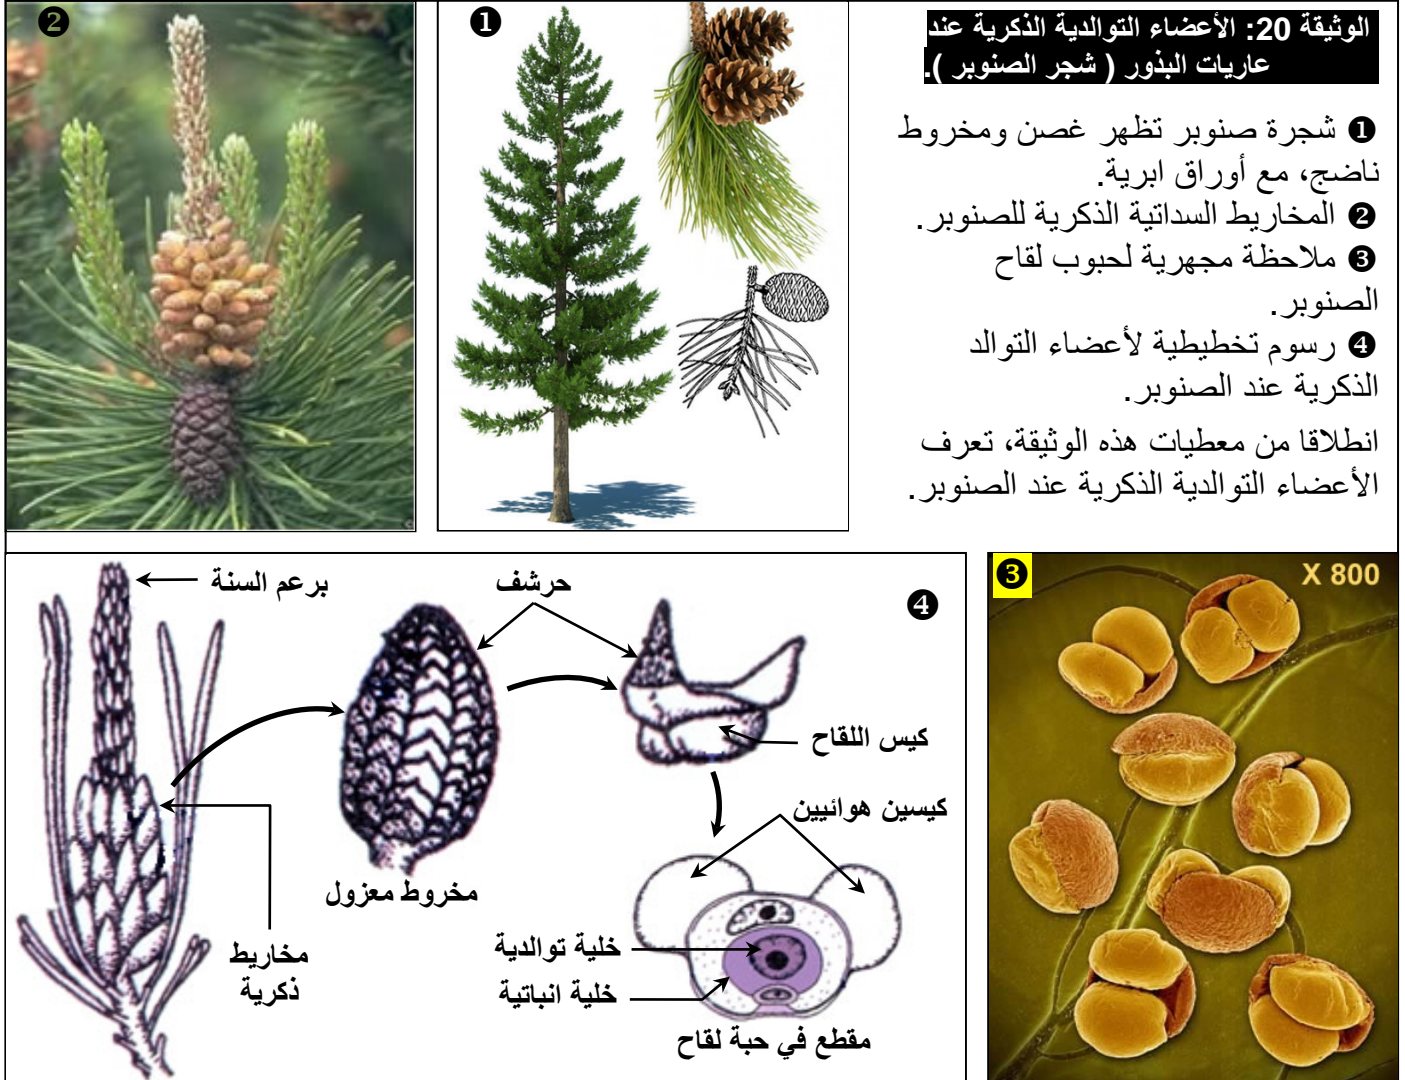 الوثيقة 20: الأعضاء التوالدية الذكرية عند
عاريات البذور ( شجر الصنوبر ).
❶ شجرة صنوبر تظهر غصن ومخروط
ناضج، مع أوراق ابرية.
❷ المخاريط السداتية الذكرية للصنوبر.
❸ ملاحظة مجهرية لحبوب لقاح
الصنوبر.
❹ رسوم تخطيطية لأعضاء التوالد
الذكرية عند الصنوبر.
انطلاقا من معطيات هذه الوثيقة، تعرف
الأعضاء التوالدية الذكرية عند الصنوبر.
❶
❷
❸
X 800
❹
حرشف
برعم السنة
كيس اللقاح
كيسين هوائيين
مخروط معزول
مخاريط
ذكرية
خلية توالدية
خلية انباتية
مقطع في حبة لقاح